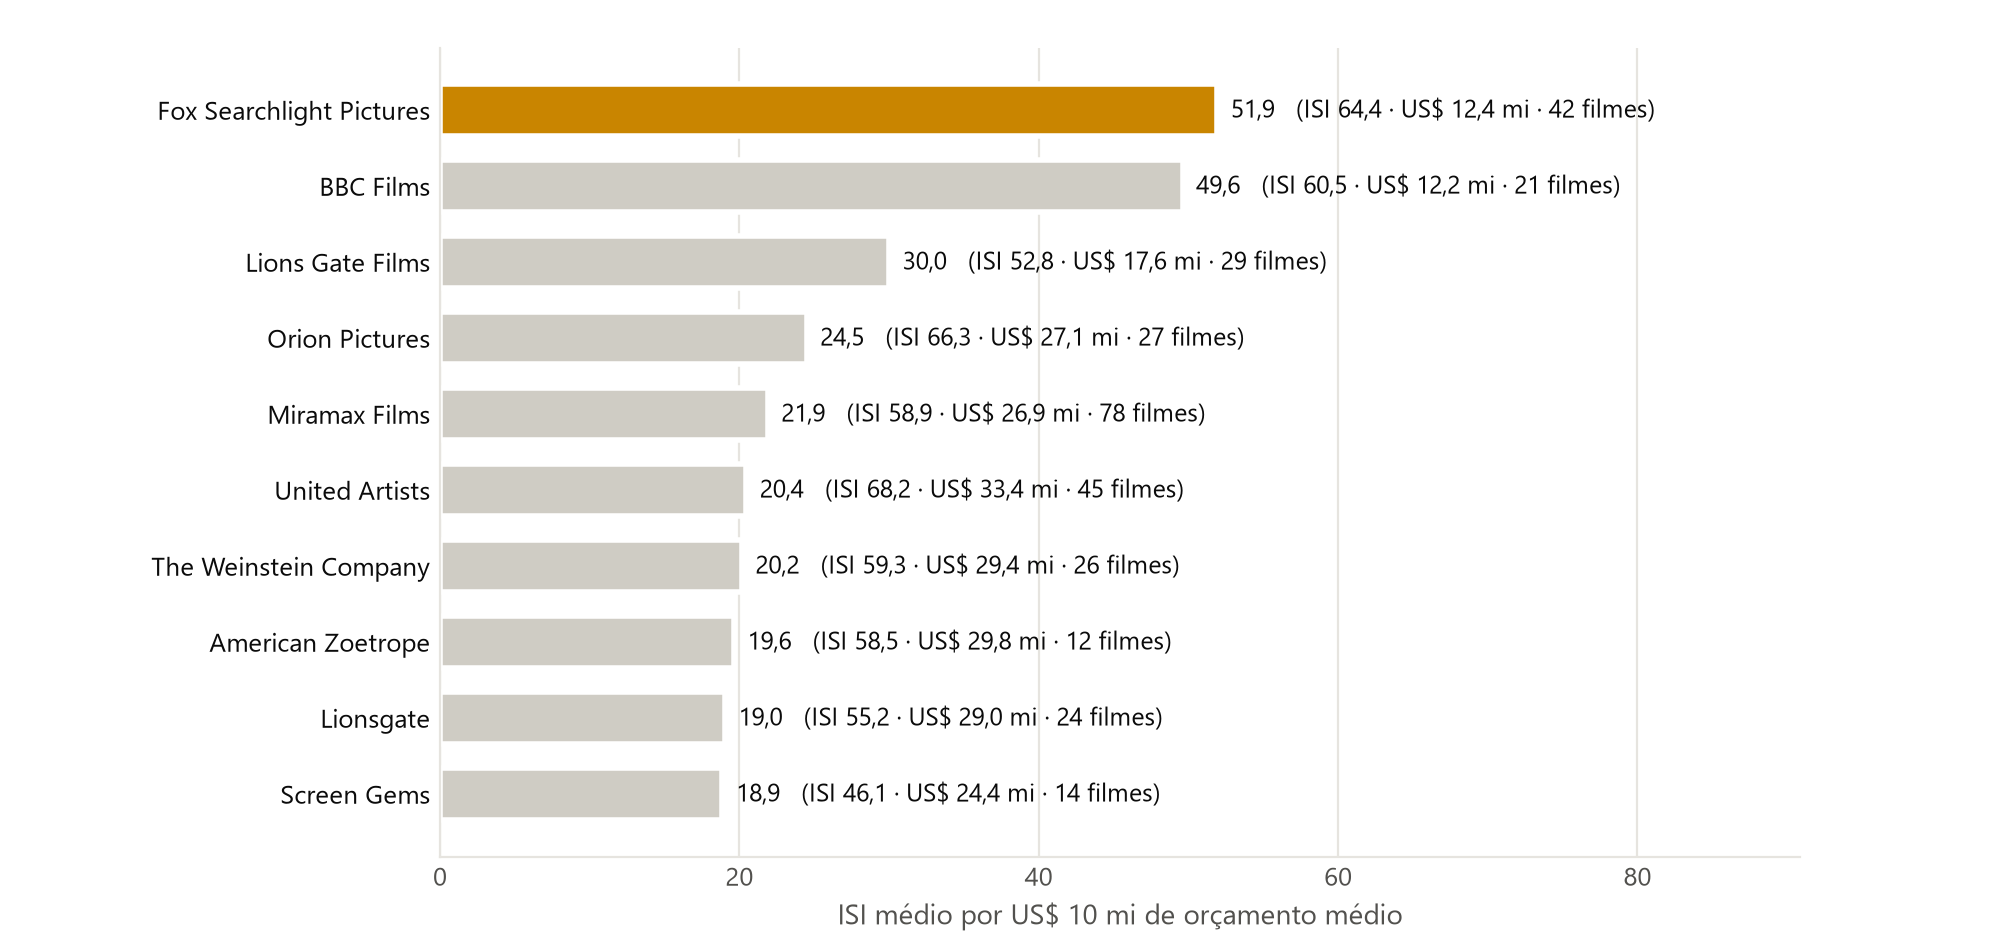 Fox Searchlight Pictures 51,9 (ISI 64,4 · US$ 12,4 mi · 42 filmes)
BBC Films 49,6 (ISI 60,5 · US$ 12,2 mi · 21 filmes)
Lions Gate Films 30,0 (ISI 52,8 · US$ 17,6 mi · 29 filmes)
Orion Pictures 24,5 (ISI 66,3 · US$ 27,1 mi · 27 filmes)
Miramax Films 21,9 (ISI 58,9 · US$ 26,9 mi · 78 filmes)
United Artists 20,4 (ISI 68,2 · US$ 33,4 mi · 45 filmes)
The Weinstein Company 20,2 (ISI 59,3 · US$ 29,4 mi · 26 filmes)
American Zoetrope 19,6 (ISI 58,5 · US$ 29,8 mi · 12 filmes)
Lionsgate 19,0 (ISI 55,2 · US$ 29,0 mi · 24 filmes)
Screen Gems 18,9 (ISI 46,1 · US$ 24,4 mi · 14 filmes)
0 20 40 60 80
ISI médio por US$ 10 mi de orçamento médio